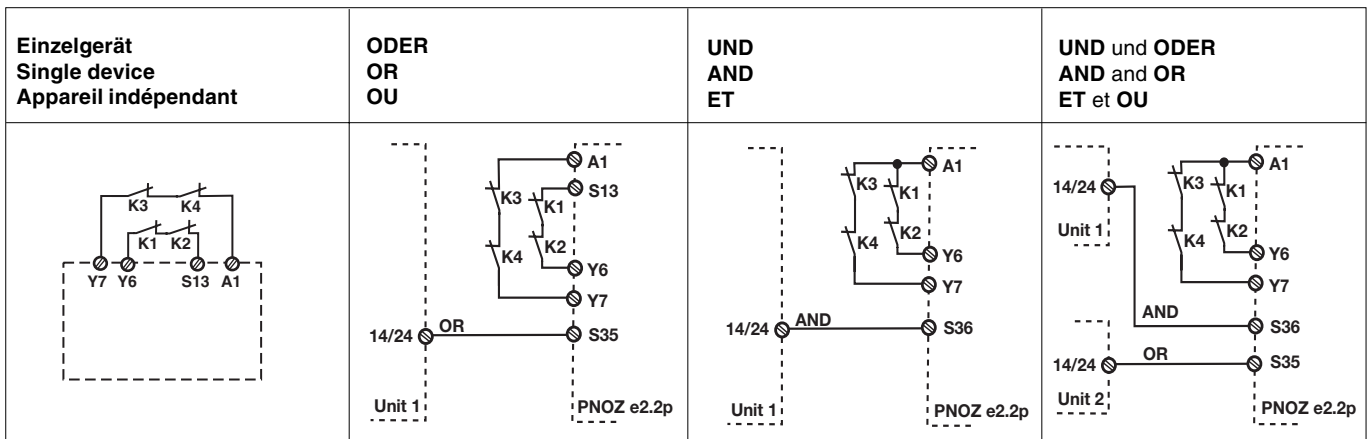 Einzelgerät
Single device
Appareil indépendant
ODER
OR
OU
UND
AND
ET
UND und ODER
AND and OR
ET et OU
K3 K4
K1 K2
Y7 Y6 S13 A1
A1
S13
K3 K1
K4 K2
Y6
Y7
14/24 OR S35
Unit 1 PNOZ e2.2p
A1
K3 K1
K4 K2
Y6
Y7
14/24 AND S36
Unit 1 PNOZ e2.2p
A1
14/24 K3 K1
Unit 1 K4 K2
Y6
Y7
AND S36
14/24 OR S35
Unit 2 PNOZ e2.2p